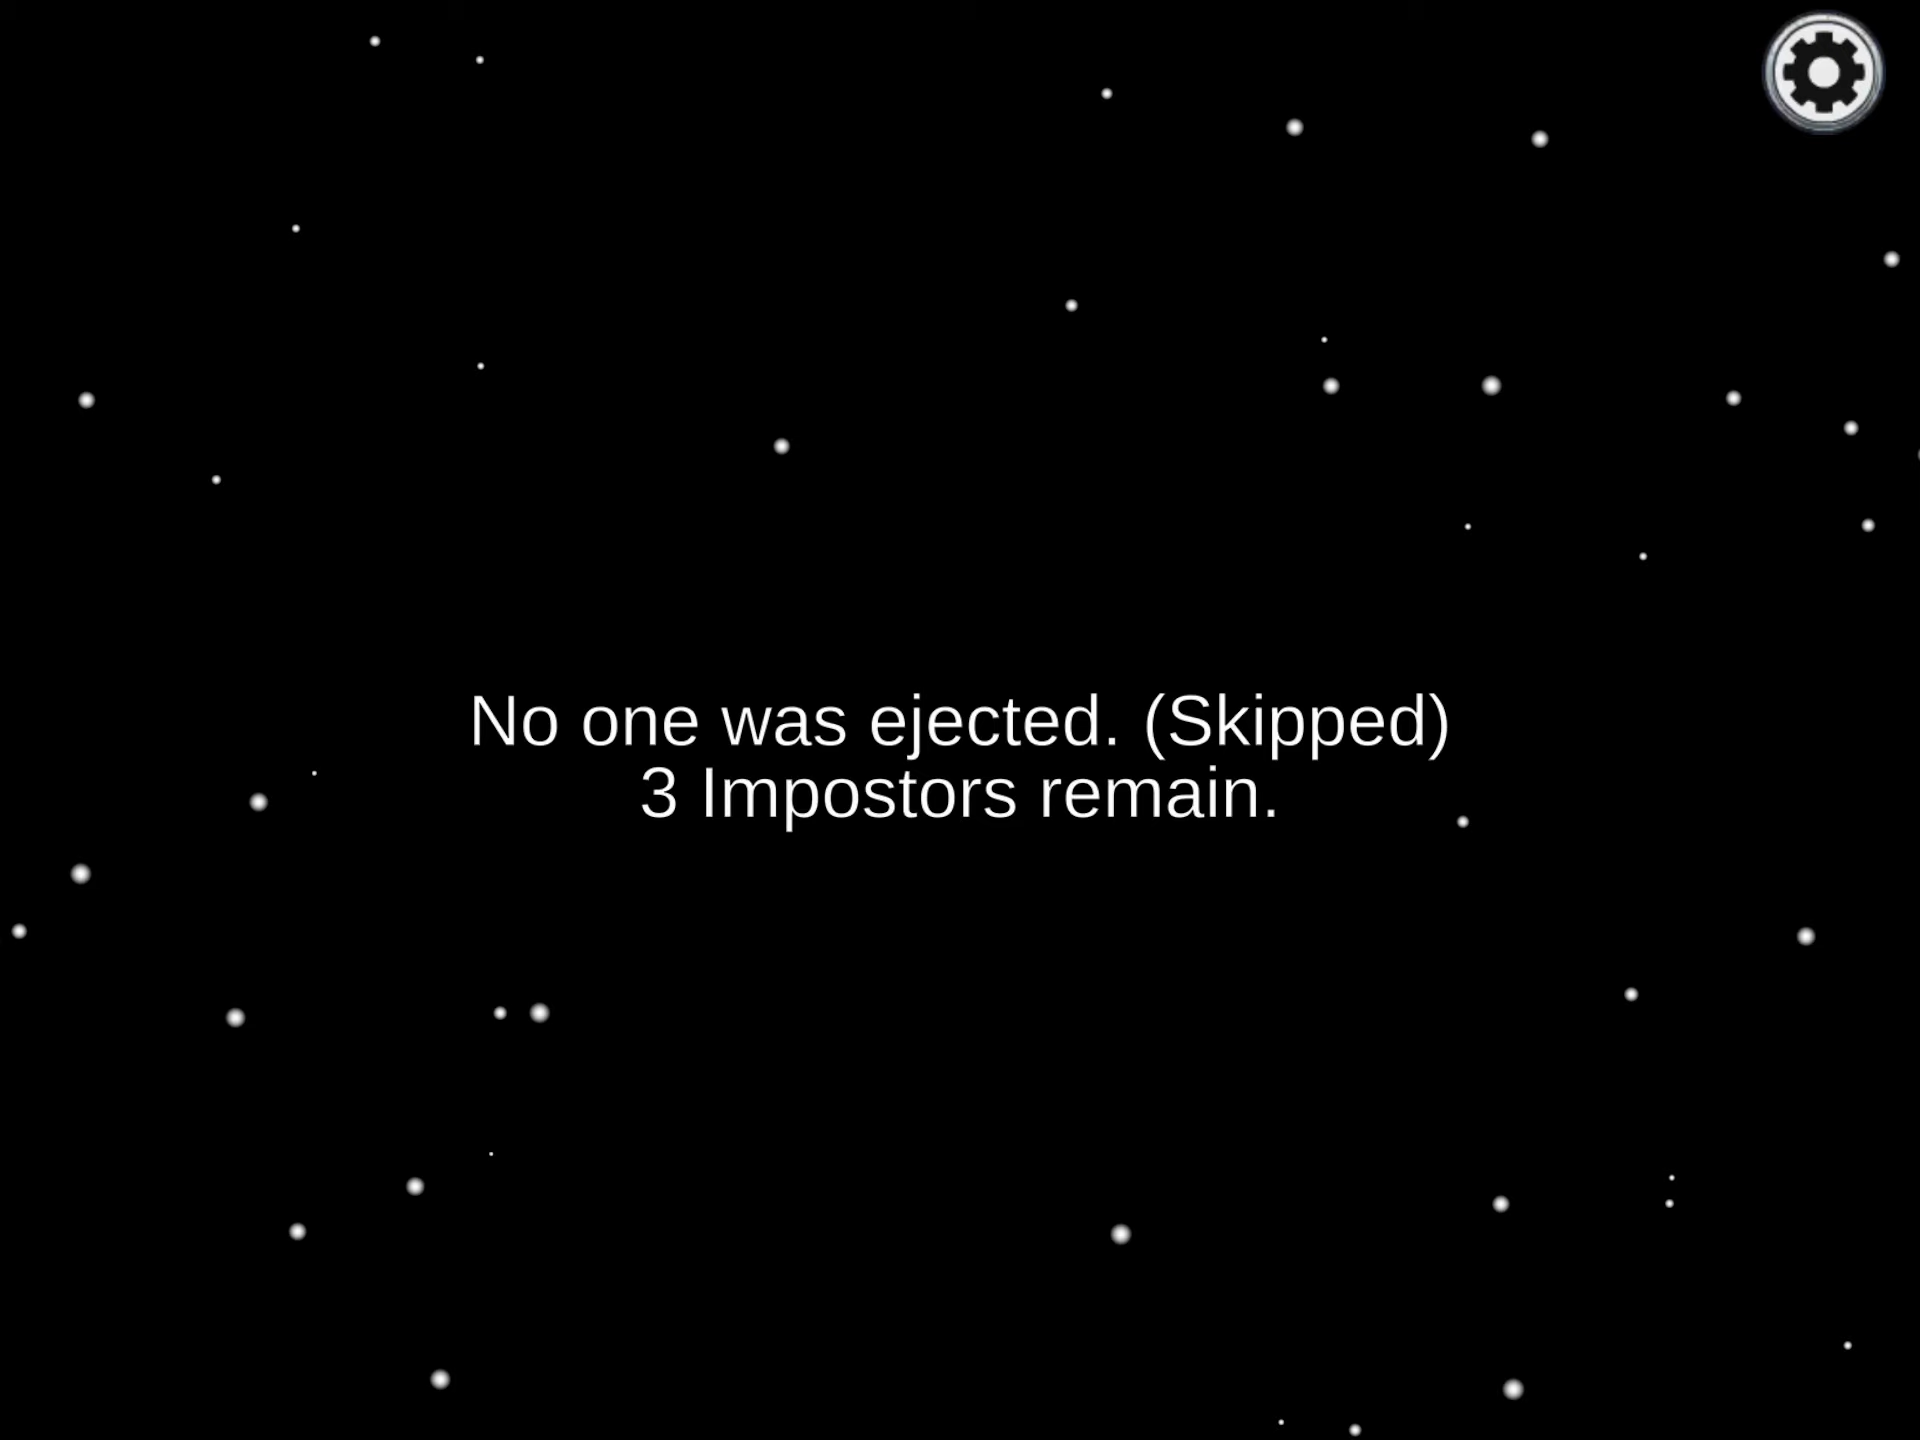 No one was ejected. (Skipped)
3 Impostors remain.